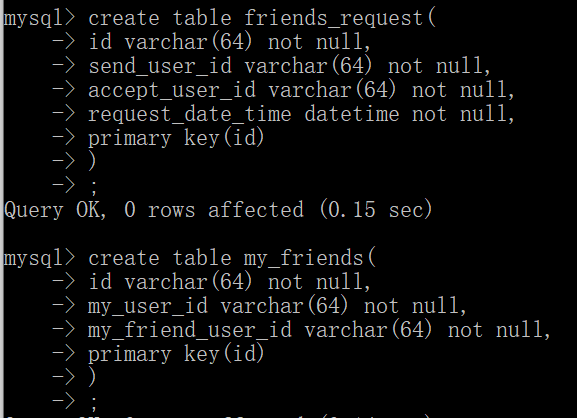 mysql> create table friends_request(
-> id varchar(64) not null,
-> send_user_id varchar(64) not null,
-> accept_user_id varchar(64) not null,
-> request_date_time datetime not null,
-> primary key(id)
-> )
-> ;
Query OK, 0 rows affected (0.15 sec)
mysql> create table my_friends(
-> id varchar(64) not null,
-> my_user_id varchar(64) not null,
-> my_friend_user_id varchar(64) not null,
-> primary key(id)
-> )
-> ;